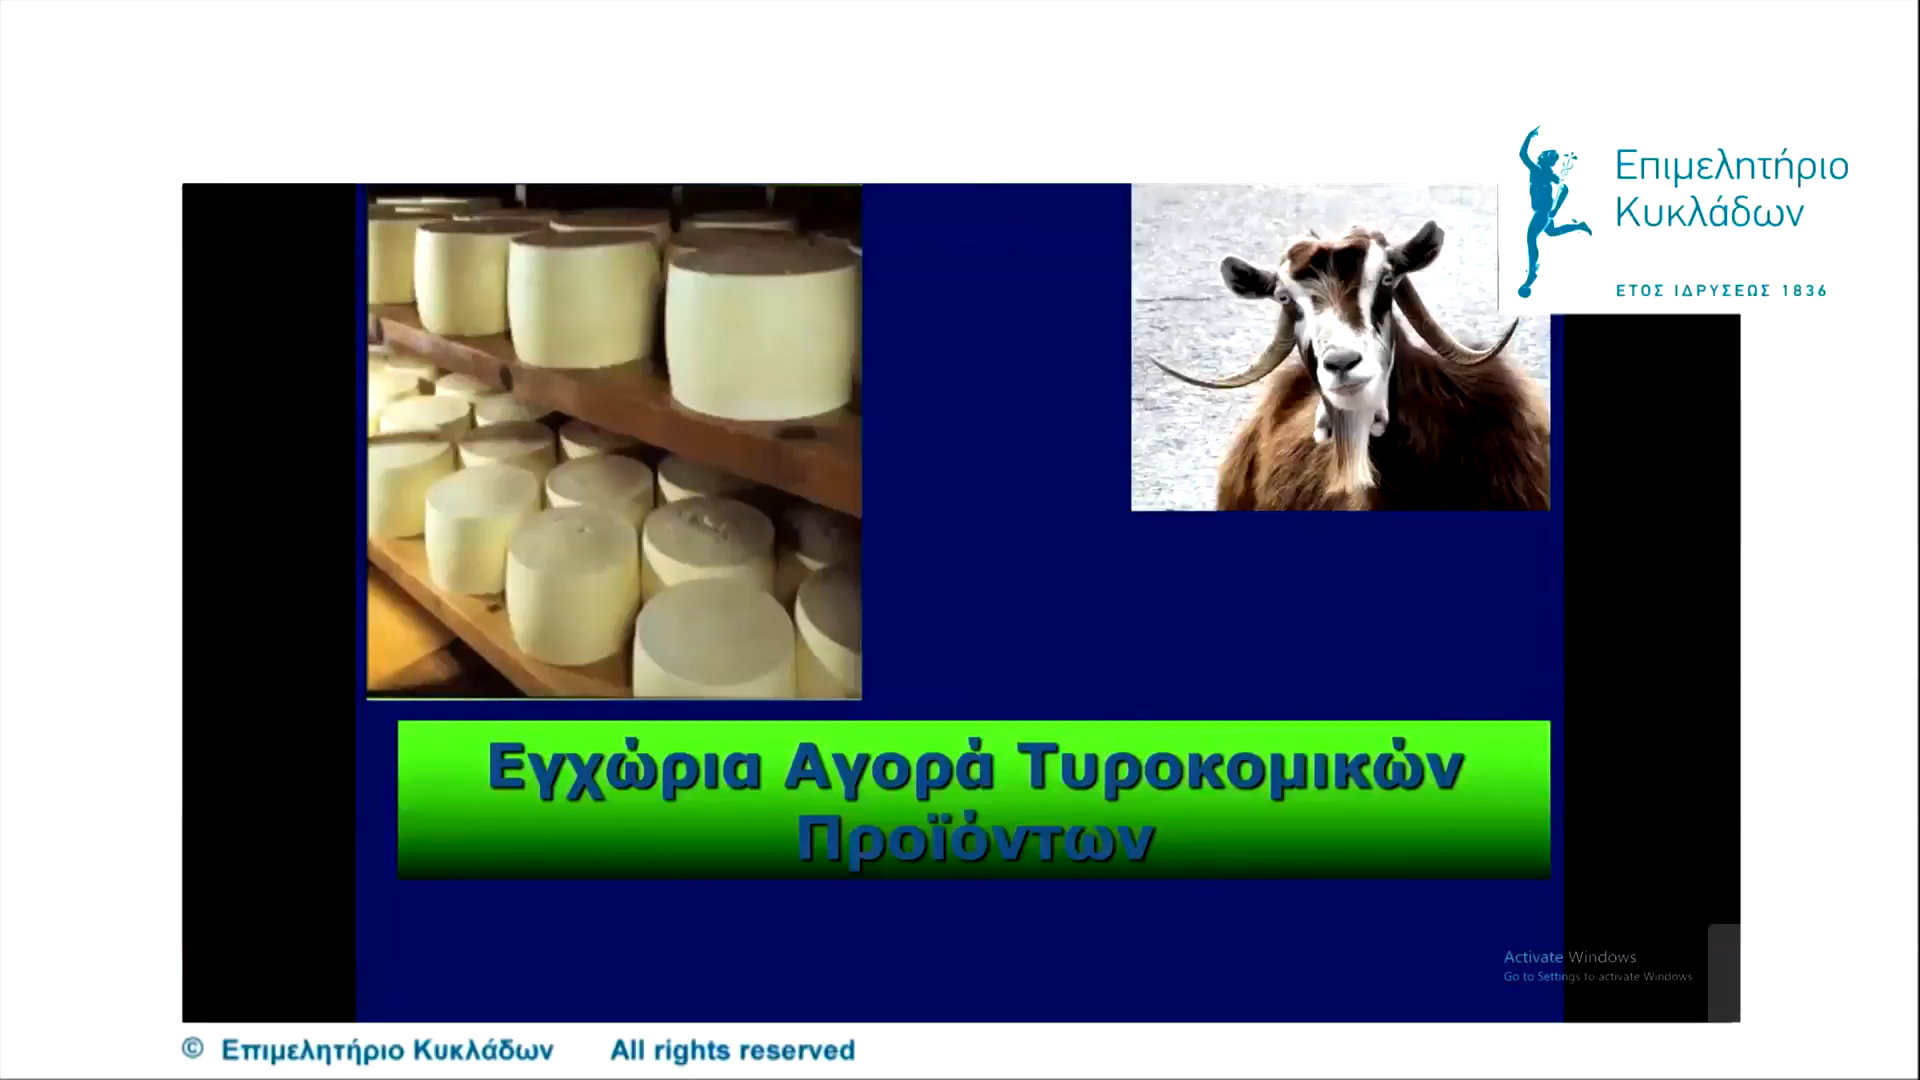 Επιμελητήριο
Κυκλάδων
ΕΤΟΣ ΙΔΡΥΣΕΩΣ 1836
Εγχώρια Αγορά Τυροκομικών
Προϊόντων
Activate Windows
Go to Settings to activate Windows
© Επιμελητήριο Κυκλάδων All rights reserved